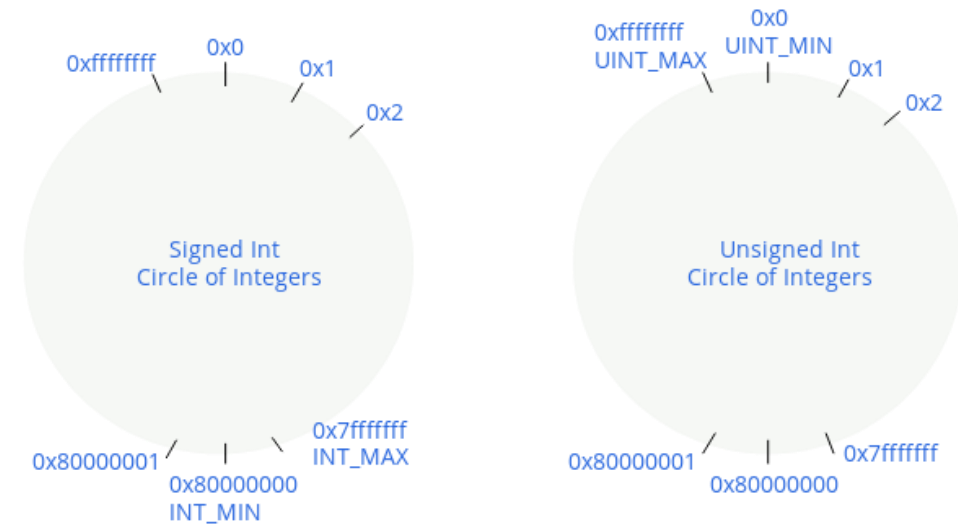 0xffffffff
0x0
0x1
0x2
Signed Int
Circle of Integers
0x7fffffff
INT_MAX
0x80000001
0x80000000
INT_MIN
0xffffffff
UINT_MAX
0x0
UINT_MIN
0x1
0x2
Unsigned Int
Circle of Integers
0x7fffffff
0x80000001
0x80000000